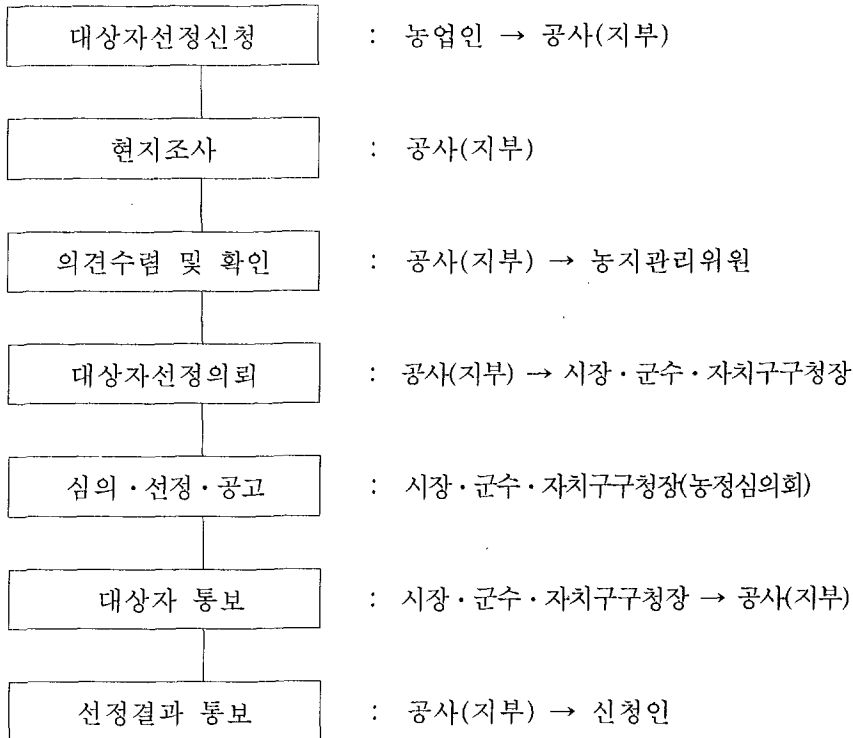 대상자선정신청 : 농업인 → 공사(지부)
현지조사 : 공사(지부)
의견수렴 및 확인 : 공사(지부) → 농지관리위원
대상자선정의뢰 : 공사(지부) → 시장·군수·자치구구청장
심의·선정·공고 : 시장·군수·자치구구청장(농정심의회)
대상자 통보 : 시장·군수·자치구구청장 → 공사(지부)
선정결과 통보 : 공사(지부) → 신청인